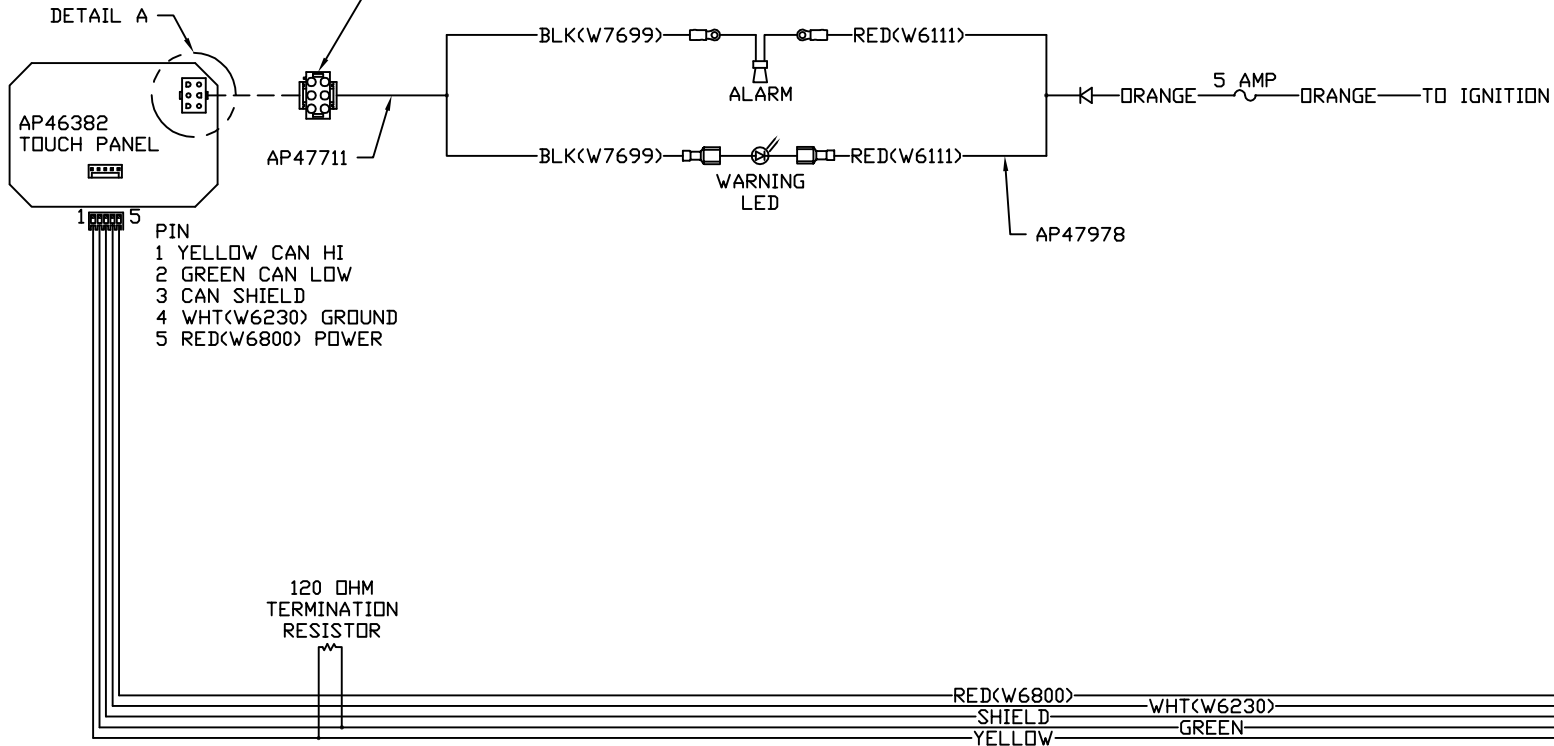 DETAIL A
BLK(W7699)
RED(W6111)
ALARM
5 AMP
ORANGE
ORANGE
TO IGNITION
AP46382
TOUCH PANEL
AP47711
BLK(W7699)
RED(W6111)
WARNING
LED
AP47978
1
5
PIN
1 YELLOW CAN HI
2 GREEN CAN LOW
3 CAN SHIELD
4 WHT(W6230) GROUND
5 RED(W6800) POWER
120 OHM
TERMINATION
RESISTOR
RED(W6800)
WHT(W6230)
SHIELD
GREEN
YELLOW